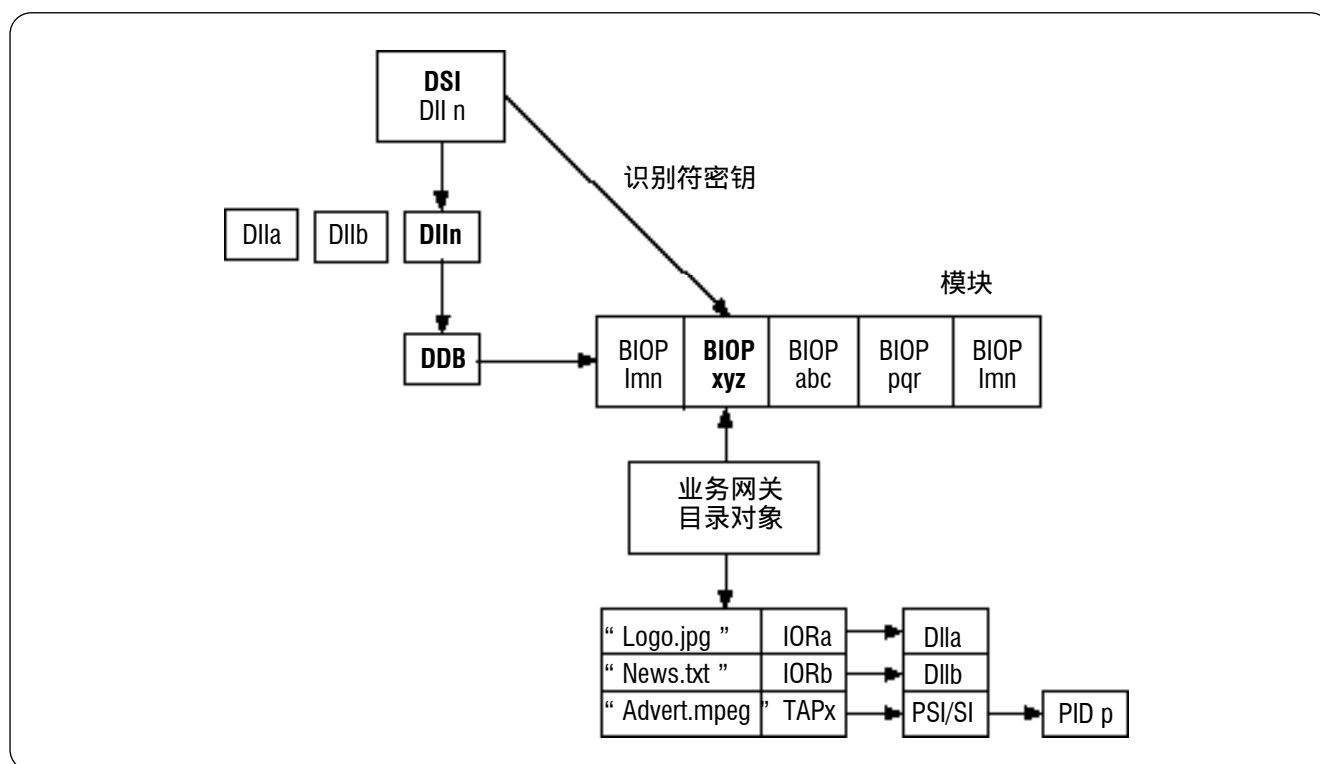 DSI
DII n
识别符密钥
DIIa
DIIb
DIIn
模块
DDB
BIOP
lmn
BIOP
xyz
BIOP
abc
BIOP
pqr
BIOP
lmn
业务网关
目录对象
“ Logo.jpg ”
IORa
DIIa
“ News.txt ”
IORb
DIIb
“ Advert.mpeg ”
TAPx
PSI/SI
PID p